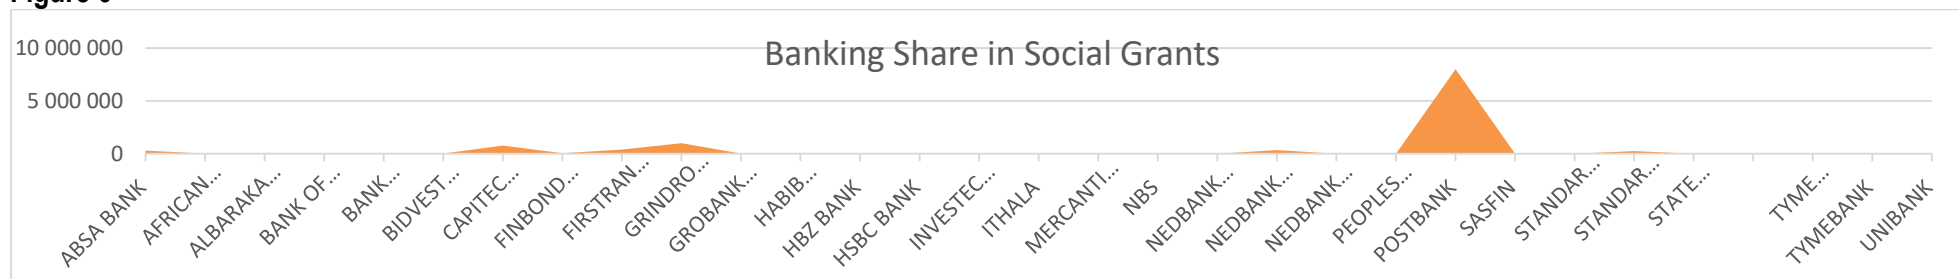 Banking Share in Social Grants
10 000 000
5 000 000
0
ABSA BANK
AFRICAN...
ALBARAKA...
BANK OF...
BANK...
BIDVEST...
CAPITEC...
FINBOND...
FIRSTRAN...
GRINDRO...
GROBANK...
HABIB...
HBZ BANK
HSBC BANK
INVESTEC...
ITHALA
MERCANTI...
NBS
NEDBANK...
NEDBANK...
NEDBANK...
PEOPLES...
POSTBANK
SASFIN
STANDAR...
STANDAR...
STATE...
TYME...
TYMEBANK
UNIBANK